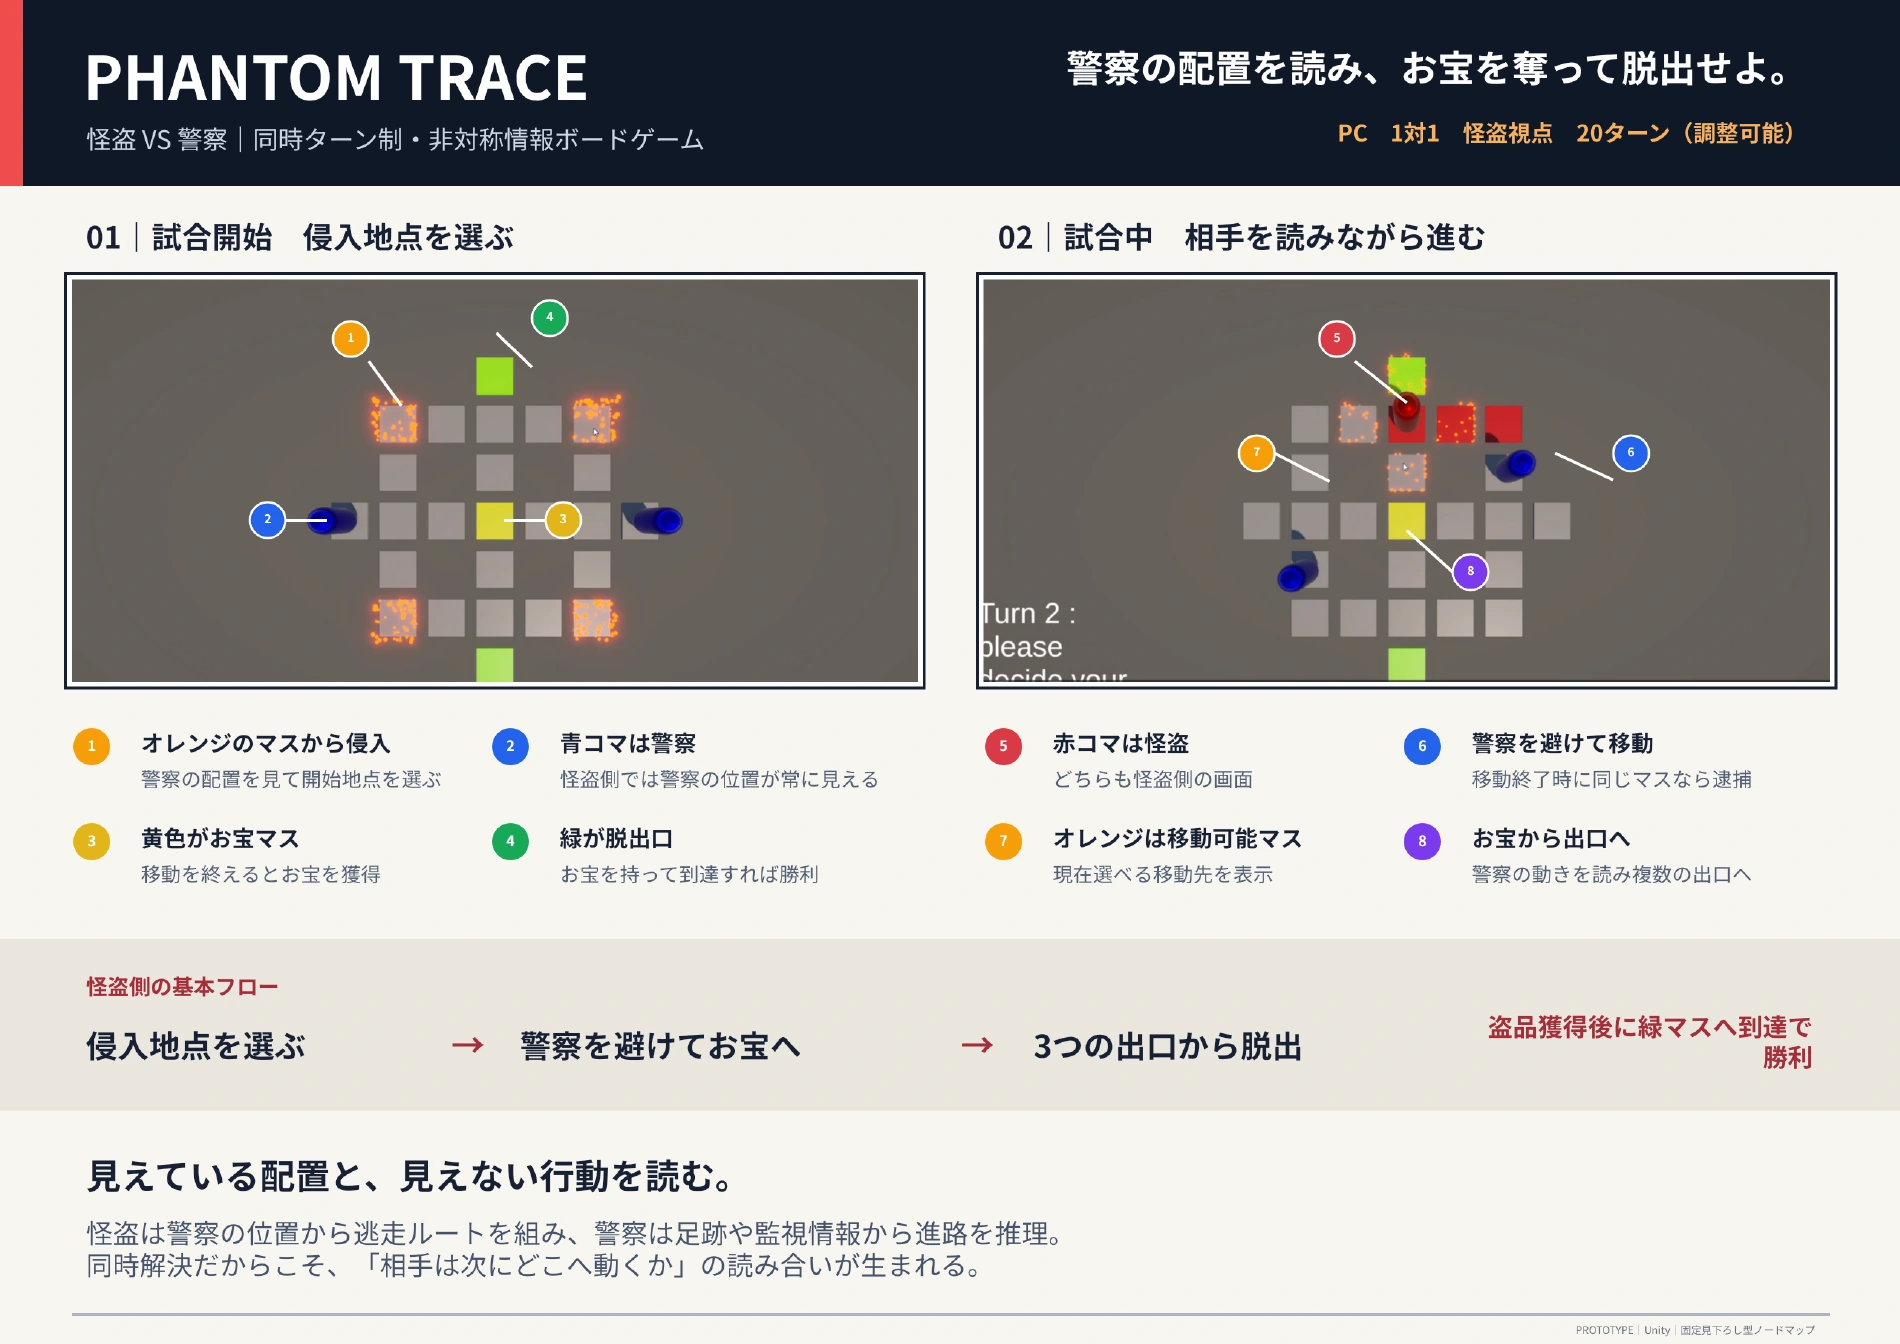 PHANTOM TRACE
怪盗 VS 警察｜同時ターン制・非対称情報ボードゲーム
警察の配置を読み、お宝を奪って脱出せよ。
PC　1対1　怪盗視点　20ターン（調整可能）
01｜試合開始　侵入地点を選ぶ
1
4
2
3
1 オレンジのマスから侵入
警察の配置を見て開始地点を選ぶ
2 青コマは警察
怪盗側では警察の位置が常に見える
3 黄色がお宝マス
移動を終えるとお宝を獲得
4 緑が脱出口
お宝を持って到達すれば勝利
02｜試合中　相手を読みながら進む
5
7
6
8
Turn 2 :
please
decide your
5 赤コマは怪盗
どちらも怪盗側の画面
6 警察を避けて移動
移動終了時に同じマスなら逮捕
7 オレンジは移動可能マス
現在選べる移動先を表示
8 お宝から出口へ
警察の動きを読み複数の出口へ
怪盗側の基本フロー
侵入地点を選ぶ → 警察を避けてお宝へ → 3つの出口から脱出
盗品獲得後に緑マスへ到達で
勝利
見えている配置と、見えない行動を読む。
怪盗は警察の位置から逃走ルートを組み、警察は足跡や監視情報から進路を推理。
同時解決だからこそ、「相手は次にどこへ動くか」の読み合いが生まれる。
PROTOTYPE｜Unity｜固定見下ろし型ノードマップ